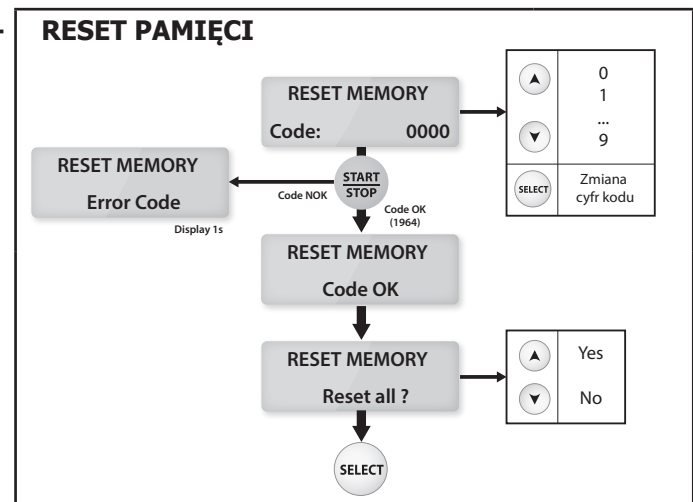 RESET PAMIĘCI
RESET MEMORY
Code: 0000
0
1
...
9
SELECT
Zmiana
cyfr kodu
START
STOP
Code NOK
RESET MEMORY
Error Code
Display 1s
Code OK
(1964)
RESET MEMORY
Code OK
RESET MEMORY
Reset all ?
Yes
No
SELECT